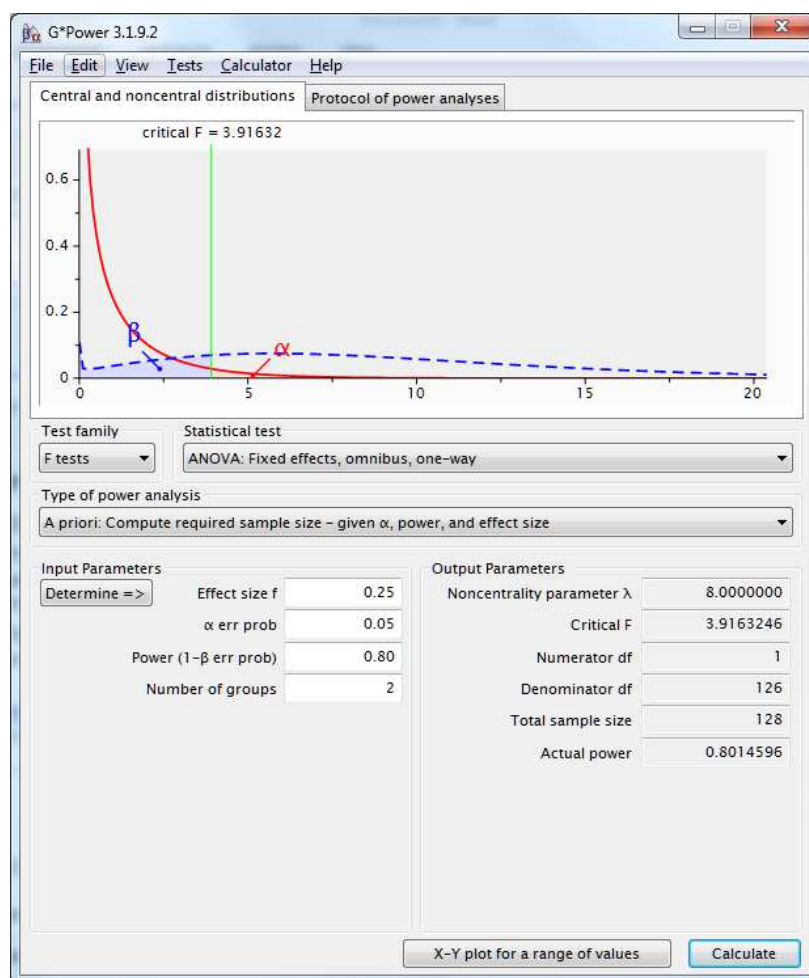 G*Power 3.1.9.2
File Edit View Tests Calculator Help
Central and noncentral distributions Protocol of power analyses
critical F = 3.91632
0.6
0.4
0.2
0
β
α
0 5 10 15 20
Test family
Statistical test
F tests
ANOVA: Fixed effects, omnibus, one-way
Type of power analysis
A priori: Compute required sample size - given α, power, and effect size
Input Parameters
Determine =>
Effect size f 0.25
α err prob 0.05
Power (1-β err prob) 0.80
Number of groups 2
Output Parameters
Noncentrality parameter λ 8.0000000
Critical F 3.9163246
Numerator df 1
Denominator df 126
Total sample size 128
Actual power 0.8014596
X-Y plot for a range of values
Calculate